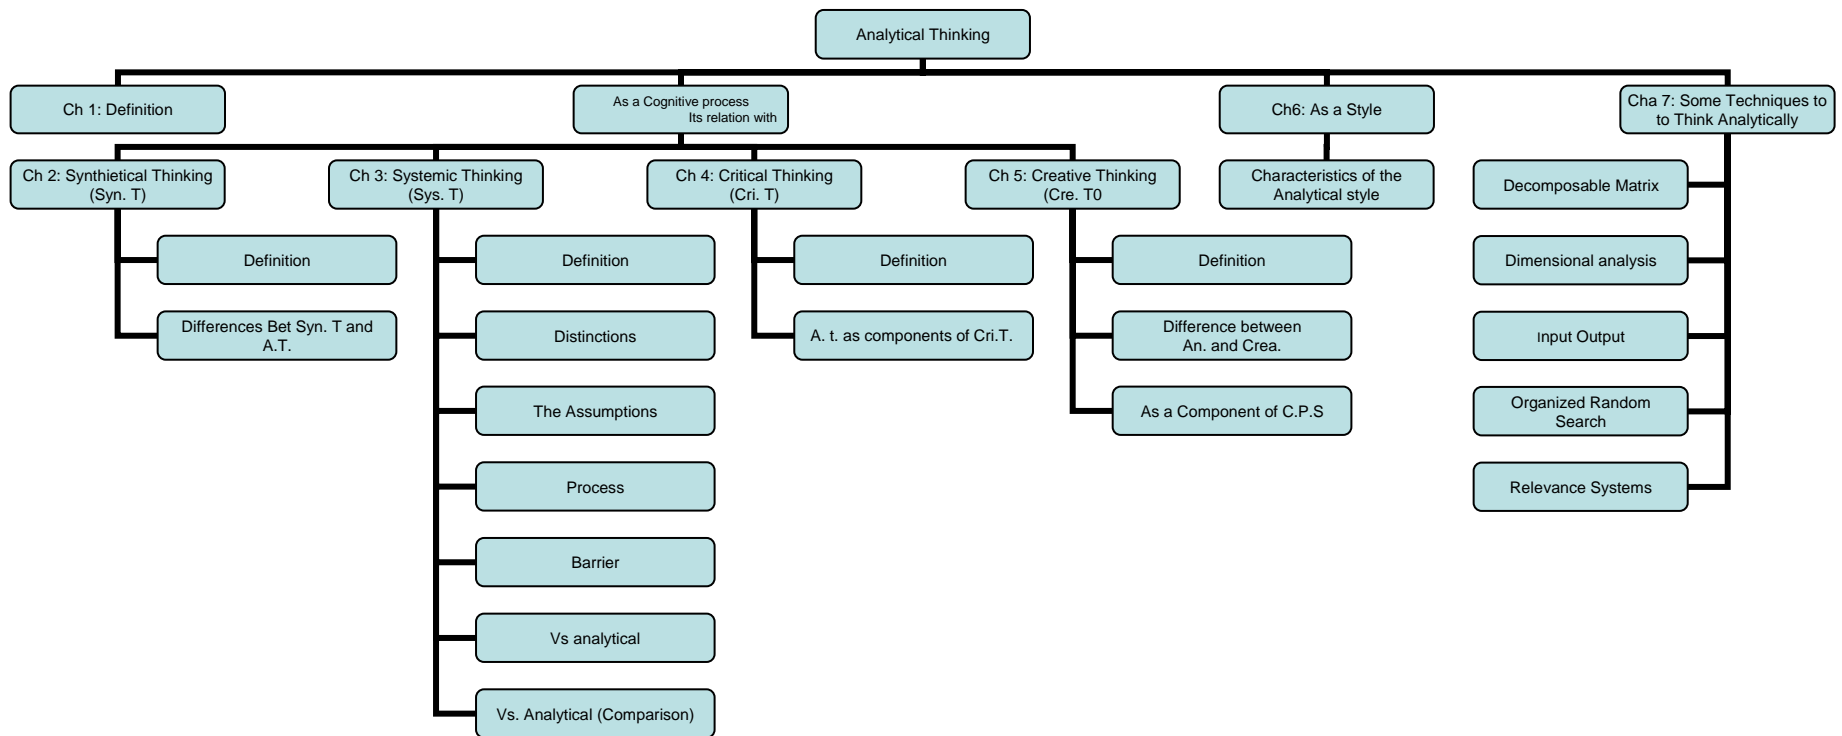 Analytical Thinking
Ch 1: Definition
As a Cognitive process
Its relation with
Ch6: As a Style
Cha 7: Some Techniques to
to Think Analytically
Ch 2: Synthietical Thinking
(Syn. T)
Ch 3: Systemic Thinking
(Sys. T)
Ch 4: Critical Thinking
(Cri. T)
Ch 5: Creative Thinking
(Cre. T0
Characteristics of the
Analytical style
Decomposable Matrix
Definition
Definition
Definition
Definition
Dimensional analysis
Differences Bet Syn. T and
A.T.
Distinctions
A. t. as components of Cri.T.
Difference between
An. and Crea.
Input Output
The Assumptions
As a Component of C.P.S
Organized Random
Search
Process
Relevance Systems
Barrier
Vs analytical
Vs. Analytical (Comparison)